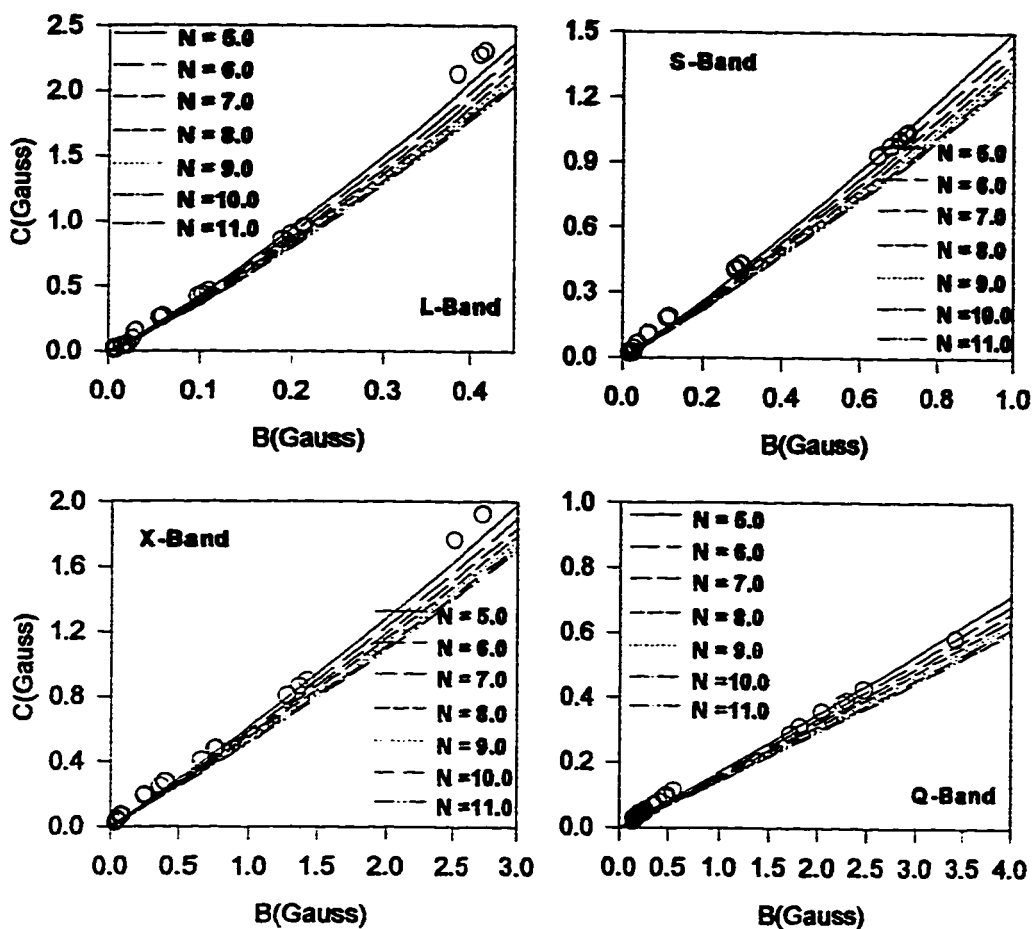 C(Gauss)
2.5
2.0
1.5
1.0
0.5
0.0
N = 5.0
N = 6.0
N = 7.0
N = 8.0
N = 9.0
N =10.0
N =11.0
L-Band
0.0 0.1 0.2 0.3 0.4
B(Gauss)
1.5
1.2
0.9
0.6
0.3
0.0
S-Band
N = 5.0
N = 6.0
N = 7.0
N = 8.0
N = 9.0
N =10.0
N =11.0
0.0 0.2 0.4 0.6 0.8 1.0
B(Gauss)
C(Gauss)
2.0
1.6
1.2
0.8
0.4
0.0
X-Band
N = 5.0
N = 6.0
N = 7.0
N = 8.0
N = 9.0
N =10.0
N =11.0
0.0 0.5 1.0 1.5 2.0 2.5 3.0
B(Gauss)
1.0
0.8
0.6
0.4
0.2
0.0
N = 5.0
N = 6.0
N = 7.0
N = 8.0
N = 9.0
N = 10.0
N = 11.0
Q-Band
0.0 0.5 1.0 1.5 2.0 2.5 3.0 3.5 4.0
B(Gauss)